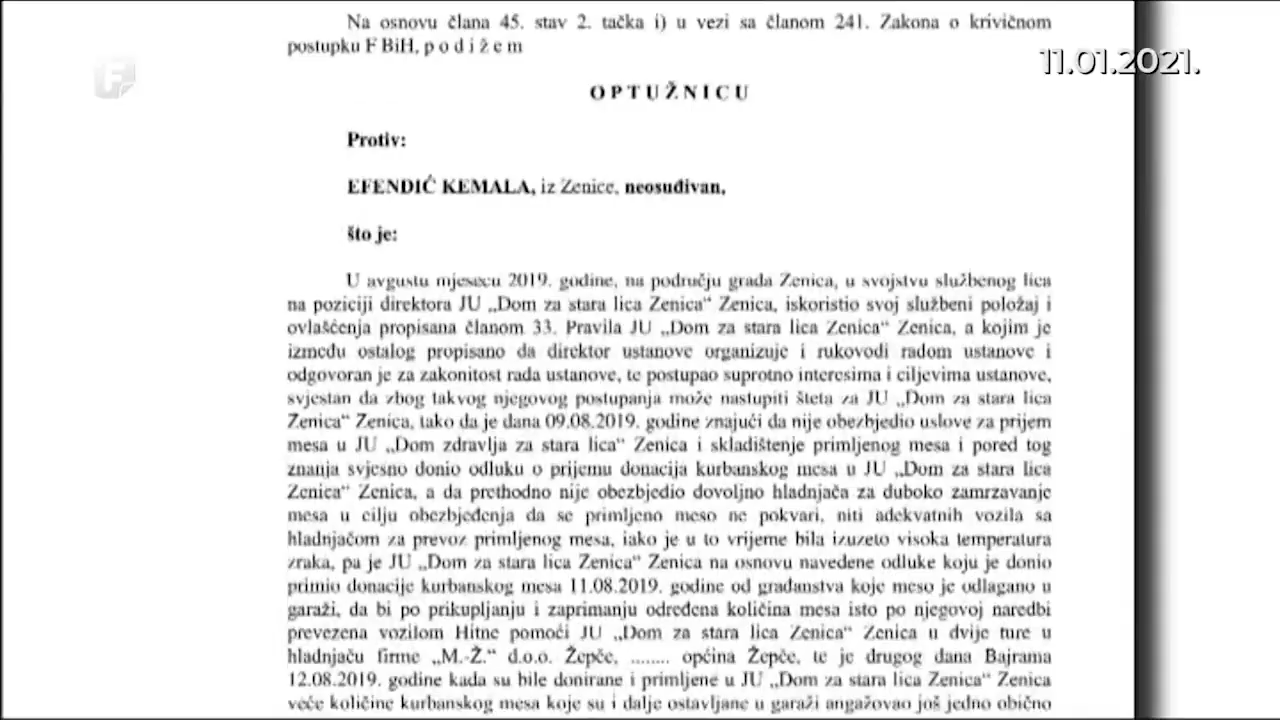 Na osnovu člana 45. stav 2. tačka i) u vezi sa članom 241. Zakona o krivičnom
postupku F BiH, p o d i ž e m
11.01.2021.
O P T U Ž N I C U
Protiv:
EFENDIĆ KEMALA, iz Zenice, neosuđivan,
što je:
U avgustu mjesecu 2019. godine, na području grada Zenica, u svojstvu službenog lica
na poziciji direktora JU „Dom za stara lica Zenica“ Zenica, iskoristio svoj službeni položaj i
ovlašćenja propisana članom 33. Pravila JU „Dom za stara lica Zenica“ Zenica, a kojim je
između ostalog propisano da direktor ustanove organizuje i rukovodi radom ustanove i
odgovoran je za zakonitost rada ustanove, te postupao suprotno interesima i ciljevima ustanove,
svjestan da zbog takvog njegovog postupanja može nastupiti šteta za JU „Dom za stara lica
Zenica“ Zenica, tako da je dana 09.08.2019. godine znajući da nije obezbjedio uslove za prijem
mesa u JU „Dom zdravlja za stara lica“ Zenica i skladištenje primljenog mesa i pored tog
znanja svjesno donio odluku o prijemu donacija kurbanskog mesa u JU „Dom za stara lica
Zenica“ Zenica, a da prethodno nije obezbjedio dovoljno hladnjača za duboko zamrzavanje
mesa u cilju obezbjeđenja da se primljeno meso ne pokvari, niti adekvatnih vozila sa
hladnjačom za prevoz primljenog mesa, iako je u to vrijeme bila izuzeto visoka temperatura
zraka, pa je JU „Dom za stara lica Zenica“ Zenica na osnovu navedene odluke koju je donio
primio donacije kurbanskog mesa 11.08.2019. godine od građanstva koje meso je odlagano u
garaži, da bi po prikupljanju i zaprimanju određena količina mesa isto po njegovoj naredbi
prevezena vozilom Hitne pomoći JU „Dom za stara lica Zenica“ Zenica u dvije ture u
hladnjaču firme „M.-Ž.“ d.o.o. Žepče, ........ općina Žepče, te je drugog dana Bajrama
12.08.2019. godine kada su bile donirane i primljene u JU „Dom za stara lica Zenica“ Zenica
veće količine kurbanskog mesa koje su i dalje ostavljane u garaži angažovao još jedno obično